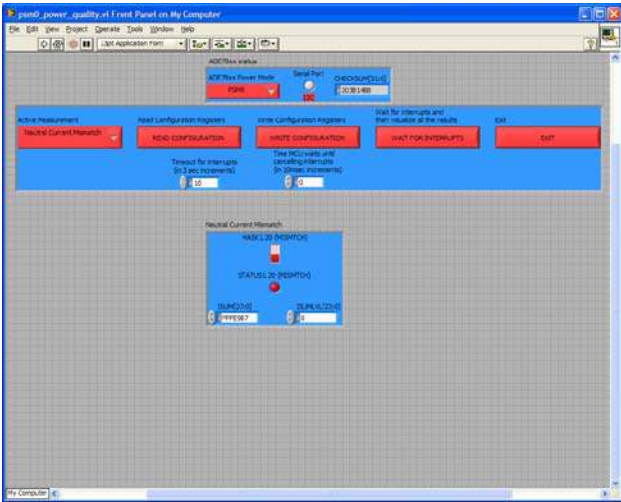 psm0_power_quality.vi Front Panel on My Computer
File Edit View Project Operate Tools Window Help
13pt Application Font
ADE78xx status
ADE78xx Power Mode
Serial Port
CHECKSUM[31:0]
PSM0
Active Measurement
Read Configuration Registers
Write Configuration Registers
Wait for interrupts and
then visualize all the results
Exit
Neutral Current Mismatch
READ CONFIGURATION
WRITE CONFIGURATION
WAIT FOR INTERRUPTS
EXIT
Timeout for interrupts
(in 3 sec increments)
10
Time MCU waits until
cancelling interrupts
(in 10msec increments)
0
Neutral Current Mismatch
MASK1.20 (MISMTCH)
STATUS1.20 (MISMTCH)
ISUM[27:0]
ISUMLVL[23:0]
0
My Computer